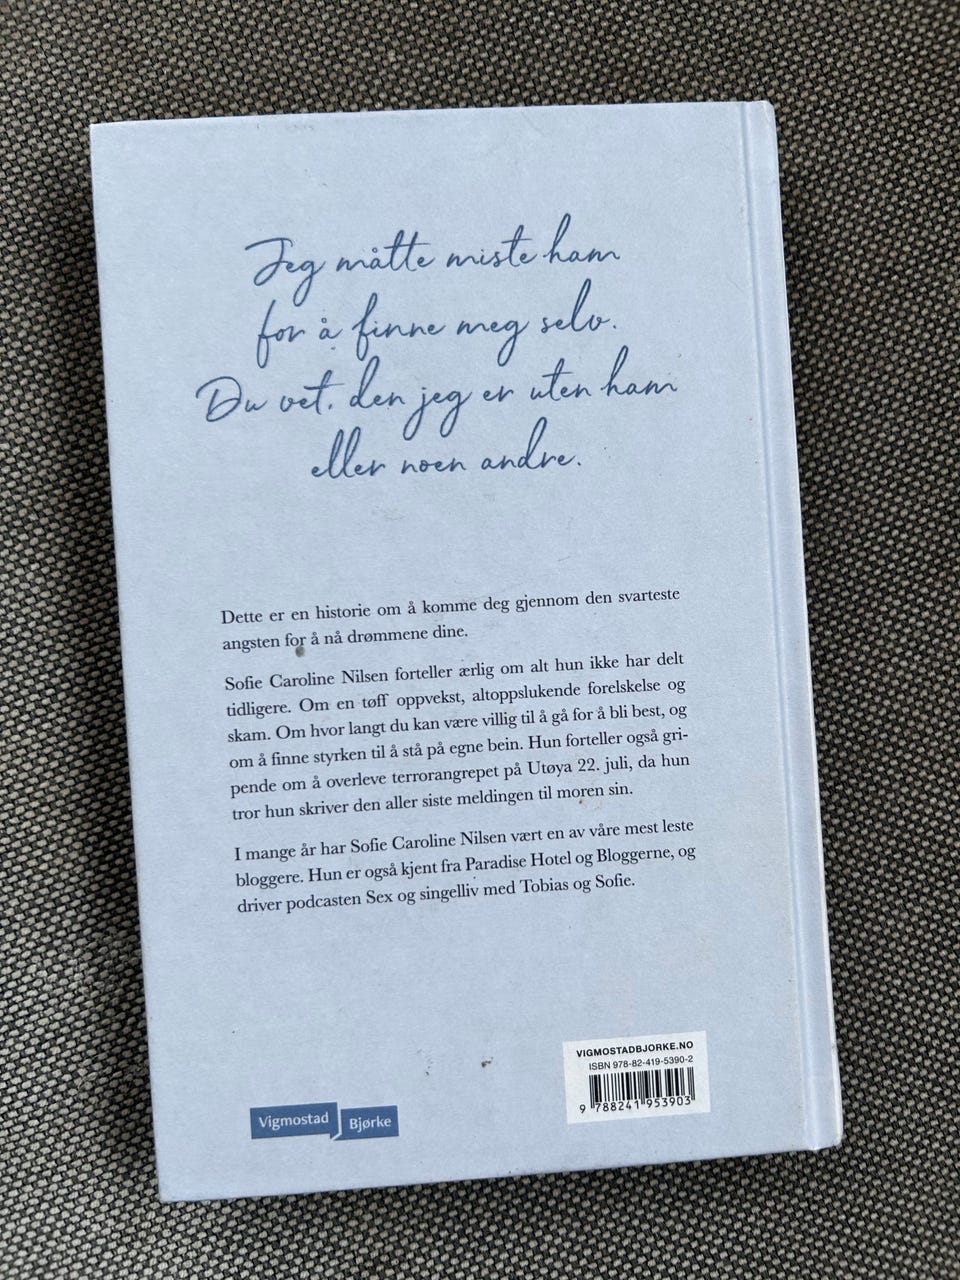 Jeg måtte miste ham
for å finne meg selv.
Du vet, den jeg er uten ham
eller noen andre.
Dette er en historie om å komme deg gjennom den svarteste
angsten for å nå drømmene dine.
Sofie Caroline Nilsen forteller ærlig om alt hun ikke har delt
tidligere. Om en tøff oppvekst, altoppslukende forelskelse og
skam. Om hvor langt du kan være villig til å gå for å bli best, og
om å finne styrken til å stå på egne bein. Hun forteller også gri-
pende om å overleve terrorangrepet på Utøya 22. juli, da hun
tror hun skriver den aller siste meldingen til moren sin.
I mange år har Sofie Caroline Nilsen vært en av våre mest leste
bloggere. Hun er også kjent fra Paradise Hotel og Bloggerne, og
driver podcasten Sex og singelliv med Tobias og Sofie.
VIGMOSTADBJORKE.NO
ISBN 978-82-419-5390-2
9 788241 953903
Vigmostad Bjørke